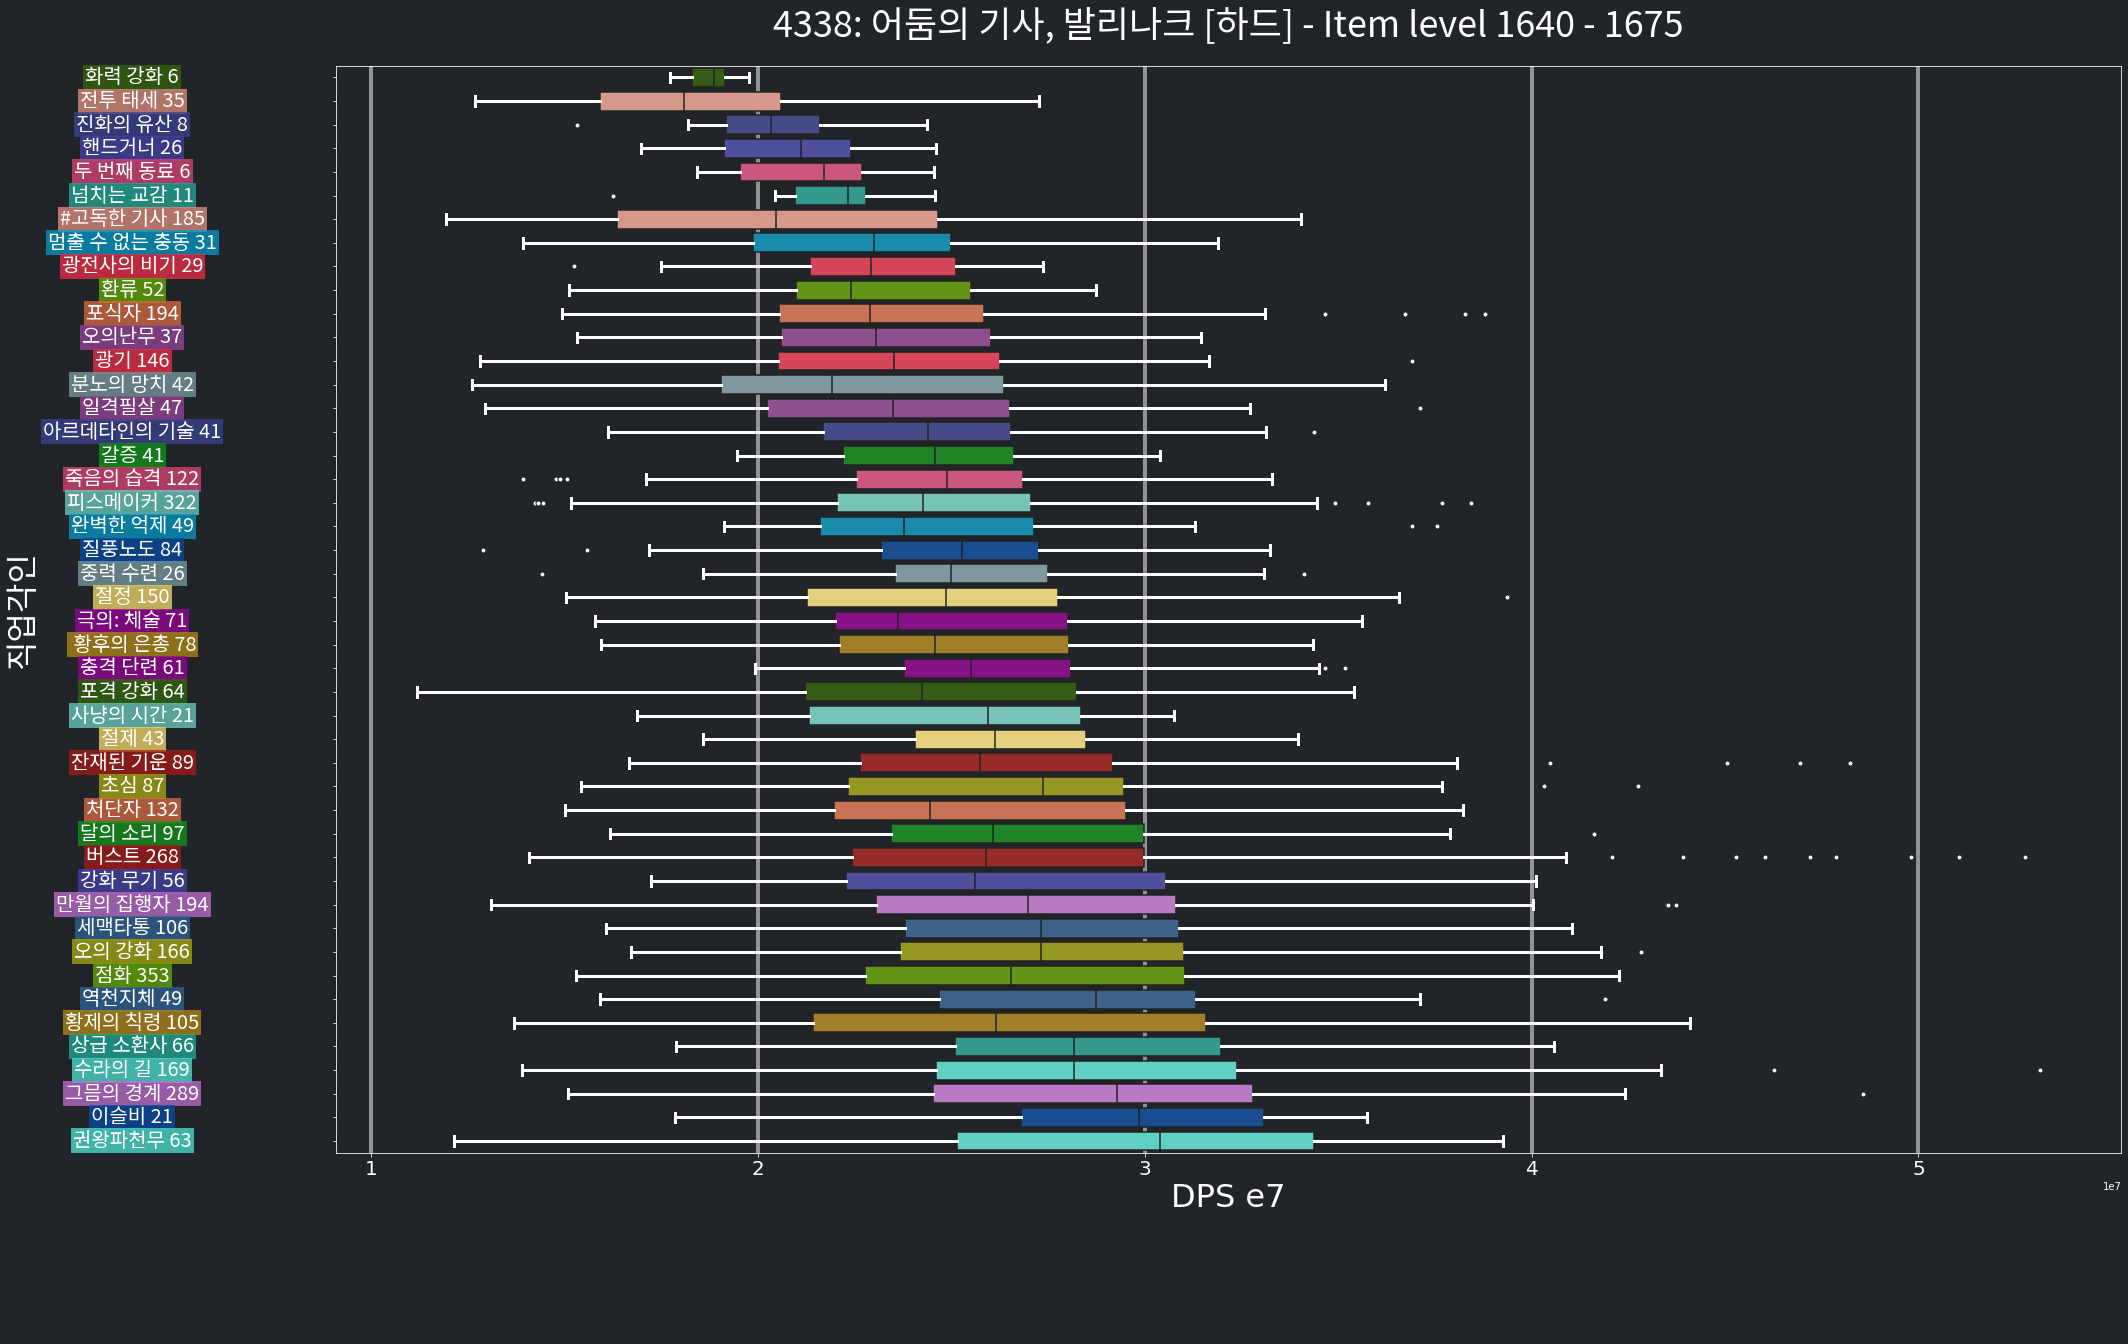 4338: 어둠의 기사, 발리나크 [하드] - Item level 1640 - 1675
화력 강화 6
전투 태세 35
진화의 유산 8
핸드거너 26
두 번째 동료 6
넘치는 교감 11
#고독한 기사 185
멈출 수 없는 충동 31
광전사의 비기 29
환류 52
포식자 194
오의난무 37
광기 146
분노의 망치 42
일격필살 47
아르데타인의 기술 41
갈증 41
죽음의 습격 122
피스메이커 322
완벽한 억제 49
질풍노도 84
중력 수련 26
절정 150
극의: 체술 71
황후의 은총 78
충격 단련 61
포격 강화 64
사냥의 시간 21
절제 43
잔재된 기운 89
초심 87
처단자 132
달의 소리 97
버스트 268
강화 무기 56
만월의 집행자 194
세맥타통 106
오의 강화 166
점화 353
역천지체 49
황제의 칙령 105
상급 소환사 66
수라의 길 169
그믐의 경계 289
이슬비 21
권왕파천무 63
직업각인
1 2 3 4 5
1e7
DPS e7